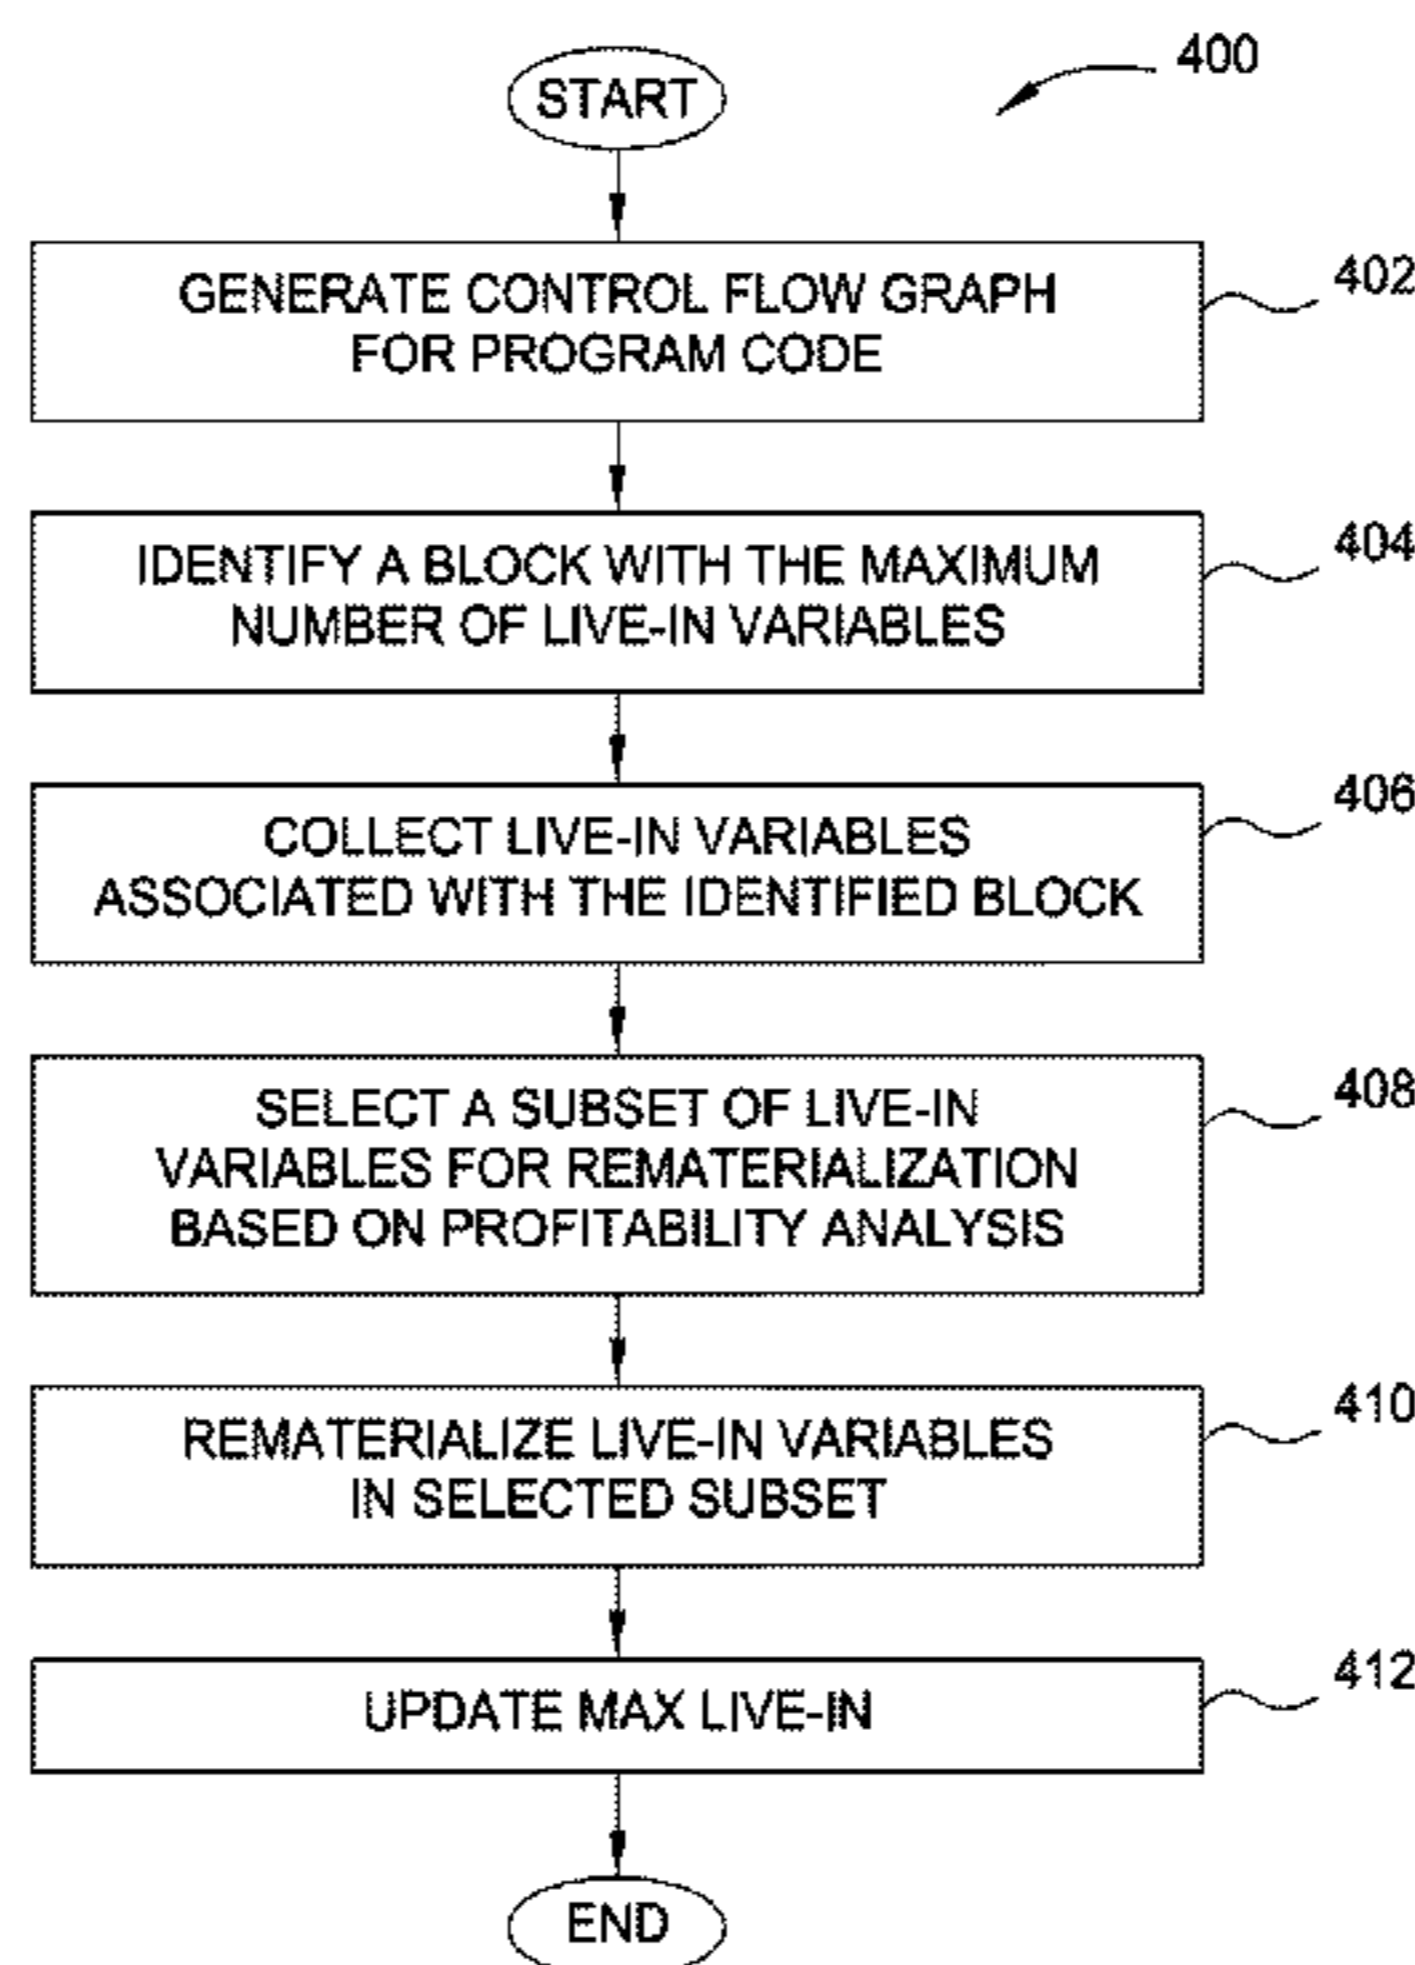 400
START
GENERATE CONTROL FLOW GRAPH
FOR PROGRAM CODE
402
IDENTIFY A BLOCK WITH THE MAXIMUM
NUMBER OF LIVE-IN VARIABLES
404
COLLECT LIVE-IN VARIABLES
ASSOCIATED WITH THE IDENTIFIED BLOCK
406
SELECT A SUBSET OF LIVE-IN
VARIABLES FOR REMATERIALIZATION
BASED ON PROFITABILITY ANALYSIS
408
REMATERIALIZE LIVE-IN VARIABLES
IN SELECTED SUBSET
410
UPDATE MAX LIVE-IN
412
END